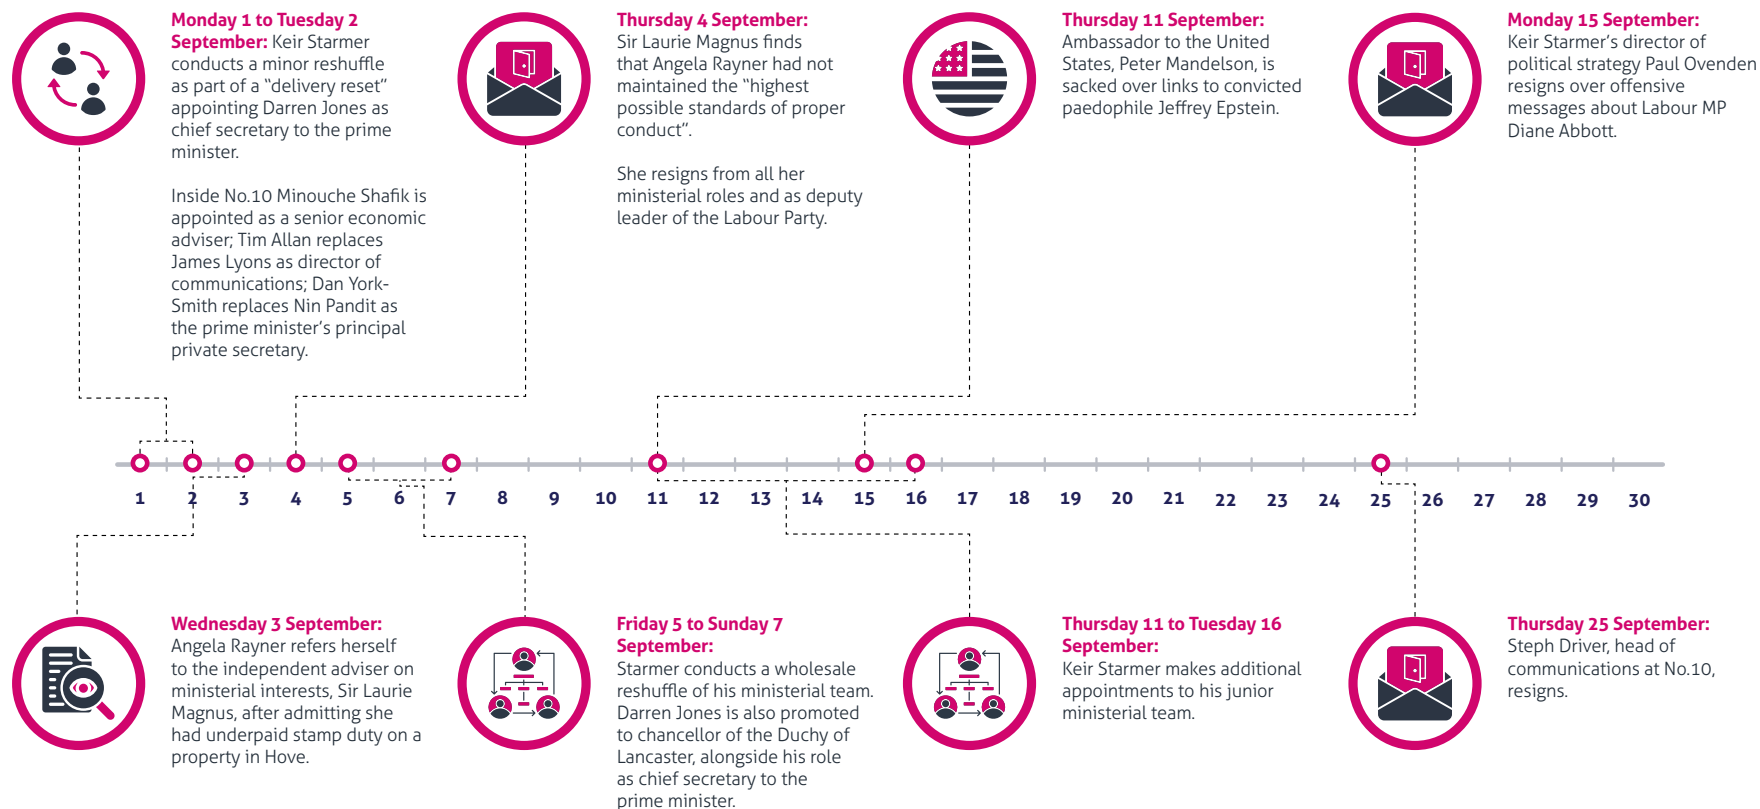 Monday 1 to Tuesday 2
September: Keir Starmer
conducts a minor reshuffle
as part of a “delivery reset”
appointing Darren Jones as
chief secretary to the prime
minister.
Inside No.10 Minouche Shafik is
appointed as a senior economic
adviser; Tim Allan replaces
James Lyons as director of
communications; Dan York-
Smith replaces Nin Pandit as
the prime minister’s principal
private secretary.
Thursday 4 September:
Sir Laurie Magnus finds
that Angela Rayner had not
maintained the “highest
possible standards of proper
conduct”.
She resigns from all her
ministerial roles and as deputy
leader of the Labour Party.
Thursday 11 September:
Ambassador to the United
States, Peter Mandelson, is
sacked over links to convicted
paedophile Jeffrey Epstein.
Monday 15 September:
Keir Starmer’s director of
political strategy Paul Ovenden
resigns over offensive
messages about Labour MP
Diane Abbott.
1 2 3 4 5 6 7 8 9 10 11 12 13 14 15 16 17 18 19 20 21 22 23 24 25 26 27 28 29 30
Wednesday 3 September:
Angela Rayner refers herself
to the independent adviser on
ministerial interests, Sir Laurie
Magnus, after admitting she
had underpaid stamp duty on a
property in Hove.
Friday 5 to Sunday 7
September:
Starmer conducts a wholesale
reshuffle of his ministerial team.
Darren Jones is also promoted
to chancellor of the Duchy of
Lancaster, alongside his role
as chief secretary to the
prime minister.
Thursday 11 to Tuesday 16
September:
Keir Starmer makes additional
appointments to his junior
ministerial team.
Thursday 25 September:
Steph Driver, head of
communications at No.10,
resigns.